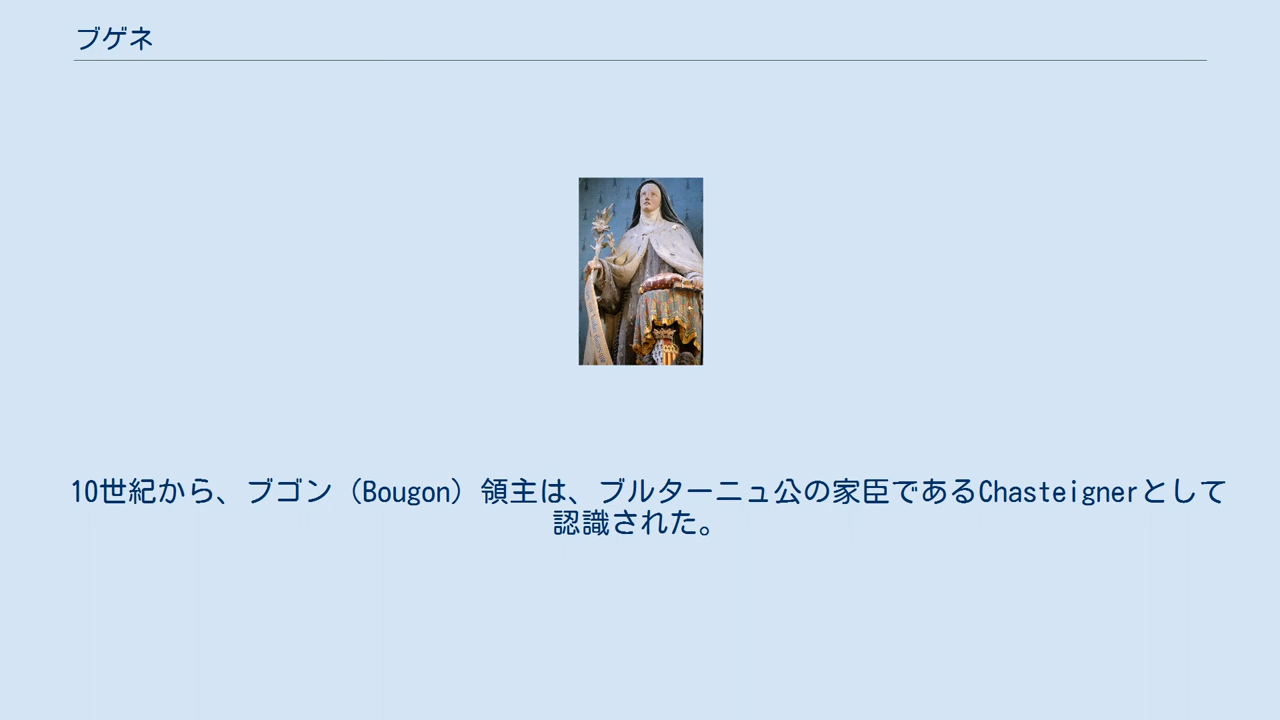 ブゲネ
10世紀から、ブゴン（Bougon）領主は、ブルターニュ公の家臣であるChasteignerとして
認識された。